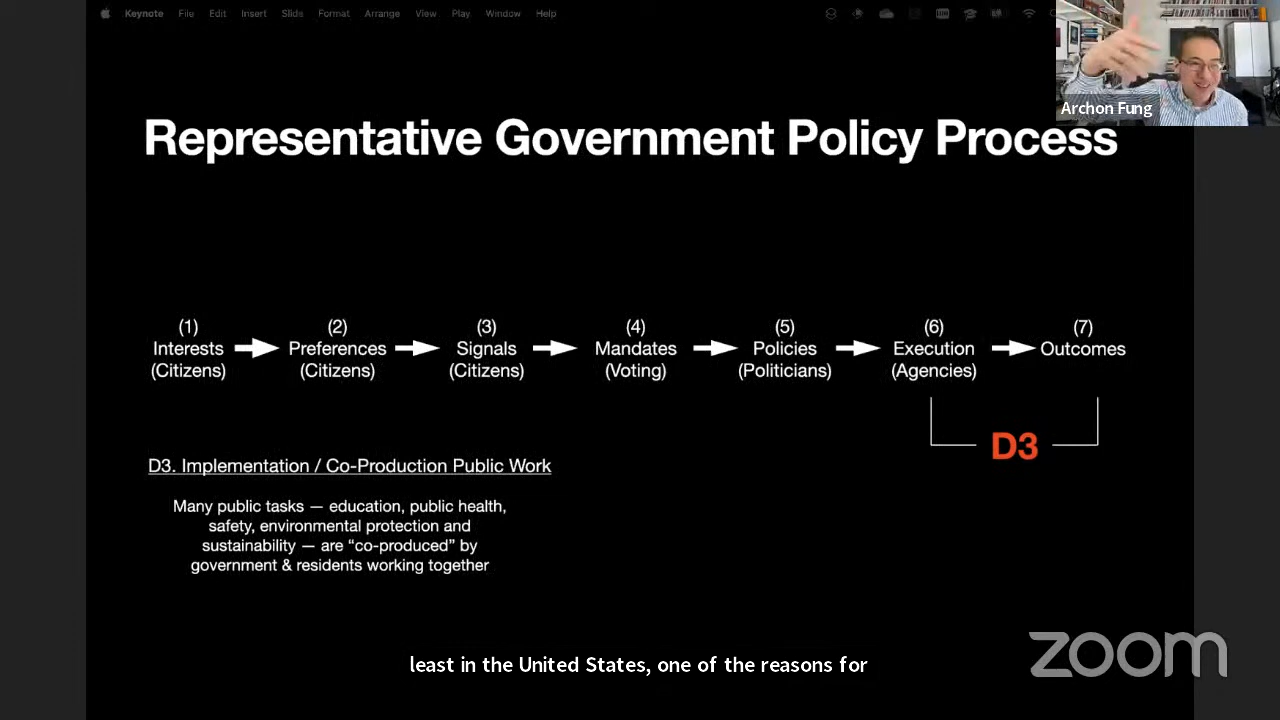 Keynote File Edit Insert Slide Format Arrange View Play Window Help
Archon Fung
Representative Government Policy Process
(1) (2) (3) (4) (5) (6) (7)
Interests Preferences Signals Mandates Policies Execution Outcomes
(Citizens) (Citizens) (Citizens) (Voting) (Politicians) (Agencies)
D3
D3. Implementation / Co-Production Public Work
Many public tasks — education, public health,
safety, environmental protection and
sustainability — are “co-produced” by
government & residents working together
least in the United States, one of the reasons for
zoom